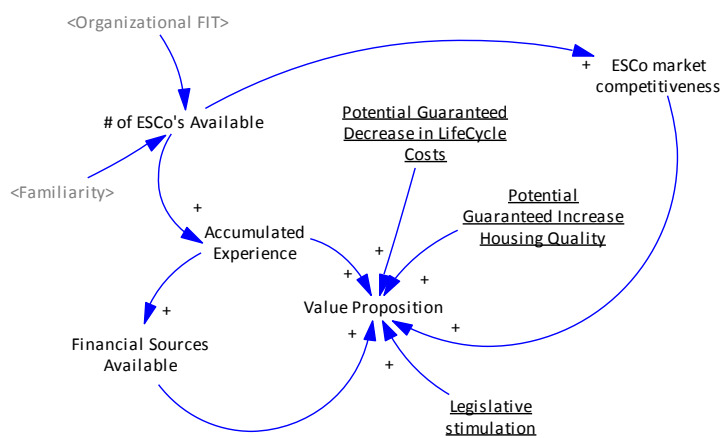 <Organizational FIT>
+
ESCo market
competitiveness
# of ESCo's Available
Potential Guaranteed
Decrease in LifeCycle
Costs
<Familiarity>
Potential
Guaranteed Increase
Housing Quality
+
Accumulated
Experience
+
+
+
+
Value Proposition
+
Financial Sources
Available
+
+
Legislative
stimulation